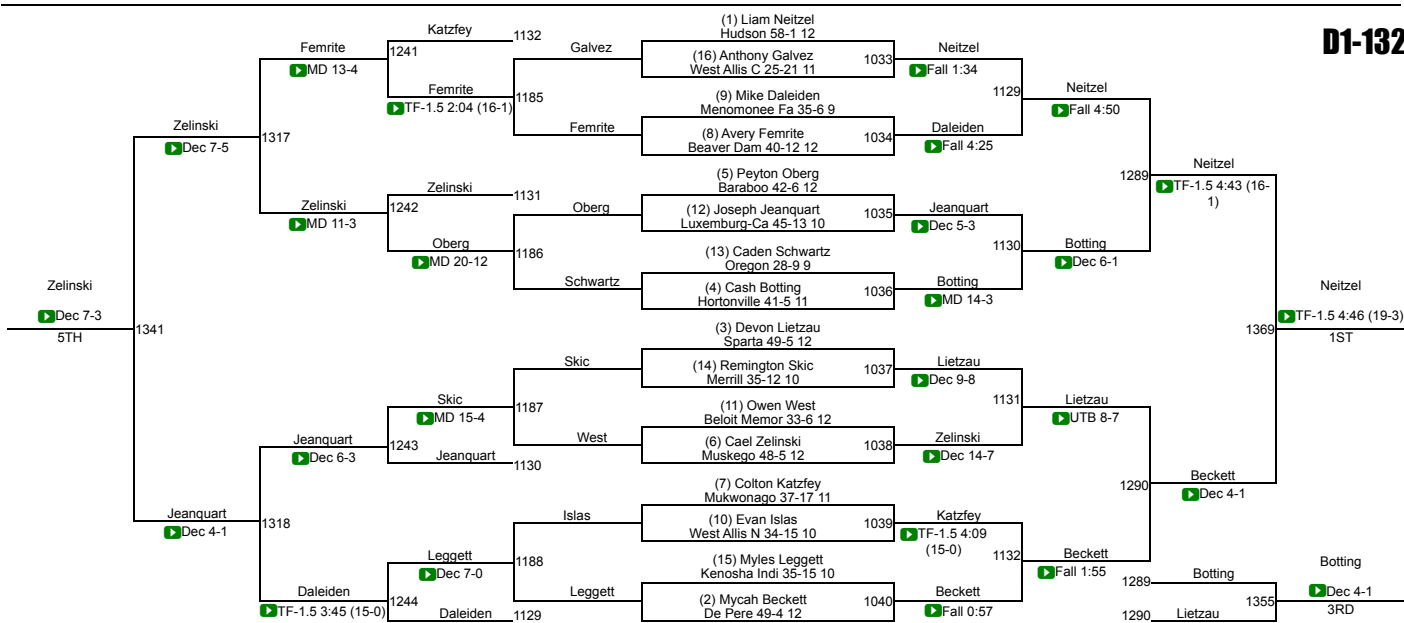 D1-132
(1) Liam Neitzel
Hudson 58-1 12
(16) Anthony Galvez
West Allis C 25-21 11
1033
(9) Mike Daleiden
Menomonee Fa 35-6 9
(8) Avery Femrite
Beaver Dam 40-12 12
1034
(5) Peyton Oberg
Baraboo 42-6 12
(12) Joseph Jeanquart
Luxemburg-Ca 45-13 10
1035
(13) Caden Schwartz
Oregon 28-9 9
(4) Cash Botting
Hortonville 41-5 11
1036
(3) Devon Lietzau
Sparta 49-5 12
(14) Remington Skic
Merrill 35-12 10
1037
(11) Owen West
Beloit Memor 33-6 12
(6) Cael Zelinski
Muskego 48-5 12
1038
(7) Colton Katzfey
Mukwonago 37-17 11
(10) Evan Islas
West Allis N 34-15 10
1039
(15) Myles Leggett
Kenosha Indi 35-15 10
(2) Mycah Beckett
De Pere 49-4 12
1040
Neitzel
Fall 1:34
1129
Daleiden
Fall 4:25
Jeanquart
Dec 5-3
1130
Botting
MD 14-3
Lietzau
Dec 9-8
1131
Zelinski
Dec 14-7
Katzfey
TF-1.5 4:09
(15-0)
1132
Beckett
Fall 0:57
Neitzel
Fall 4:50
1289
Botting
Dec 6-1
Lietzau
UTB 8-7
1290
Beckett
Fall 1:55
Neitzel
TF-1.5 4:43 (16-
1)
1369
Beckett
Dec 4-1
Neitzel
TF-1.5 4:46 (19-3)
1ST
1289
Botting
1355
1290
Lietzau
Botting
Dec 4-1
3RD
Galvez
1185
Femrite
Oberg
1186
Schwartz
Skic
1187
West
Islas
1188
Leggett
Katzfey
1132
1241
Femrite
TF-1.5 2:04 (16-1)
Zelinski
1131
1242
Oberg
MD 20-12
Skic
MD 15-4
1243
Jeanquart
1130
Leggett
Dec 7-0
1244
Daleiden
1129
Femrite
MD 13-4
1317
Zelinski
MD 11-3
Jeanquart
Dec 6-3
1318
Daleiden
TF-1.5 3:45 (15-0)
Zelinski
Dec 7-5
1341
Jeanquart
Dec 4-1
Zelinski
Dec 7-3
5TH